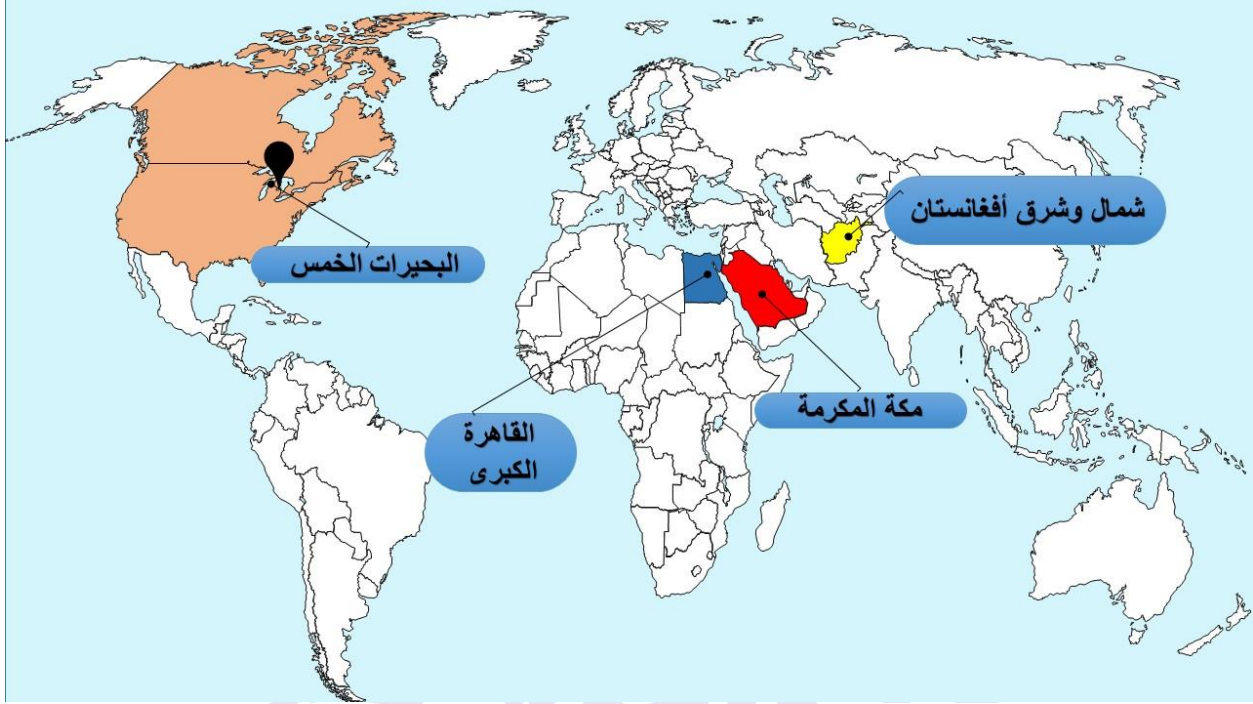 شمال وشرق أفغانستان
البحيرات الخمس
مكة المكرمة
القاهرة
الكبرى